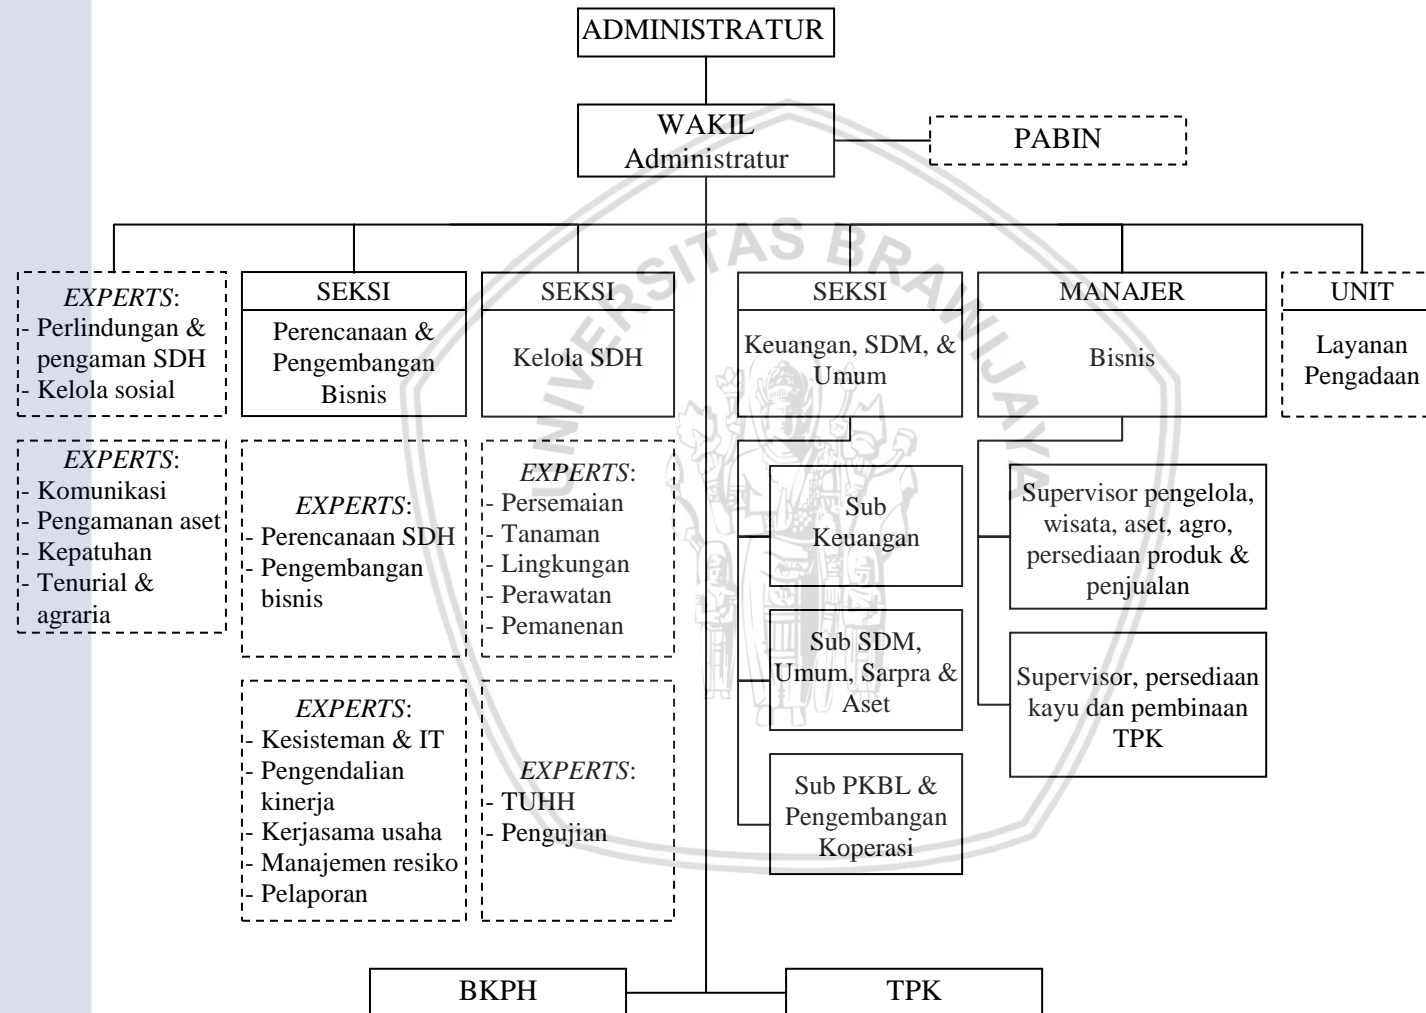 ADMINISTRATUR
WAKIL
Administratur
PABIN
UNIVERSITAS BRAWIJAYA
EXPERTS:
- Perlindungan &
pengaman SDH
- Kelola sosial
SEKSI
Perencanaan &
Pengembangan
Bisnis
SEKSI
Kelola SDH
SEKSI
Keuangan, SDM, &
Umum
MANAJER
Bisnis
UNIT
Layanan
Pengadaan
EXPERTS:
- Komunikasi
- Pengamanan aset
- Kepatuhan
- Tenurial &
agraria
EXPERTS:
- Perencanaan SDH
- Pengembangan
bisnis
EXPERTS:
- Persemaian
- Tanaman
- Lingkungan
- Perawatan
- Pemanenan
Sub
Keuangan
Supervisor pengelola,
wisata, aset, agro,
persediaan produk &
penjualan
Sub SDM,
Umum, Sarpra &
Aset
Supervisor, persediaan
kayu dan pembinaan
TPK
EXPERTS:
- Kesisteman & IT
- Pengendalian
kinerja
- Kerjasama usaha
- Manajemen resiko
- Pelaporan
EXPERTS:
- TUHH
- Pengujian
Sub PKBL &
Pengembangan
Koperasi
BKPH
TPK